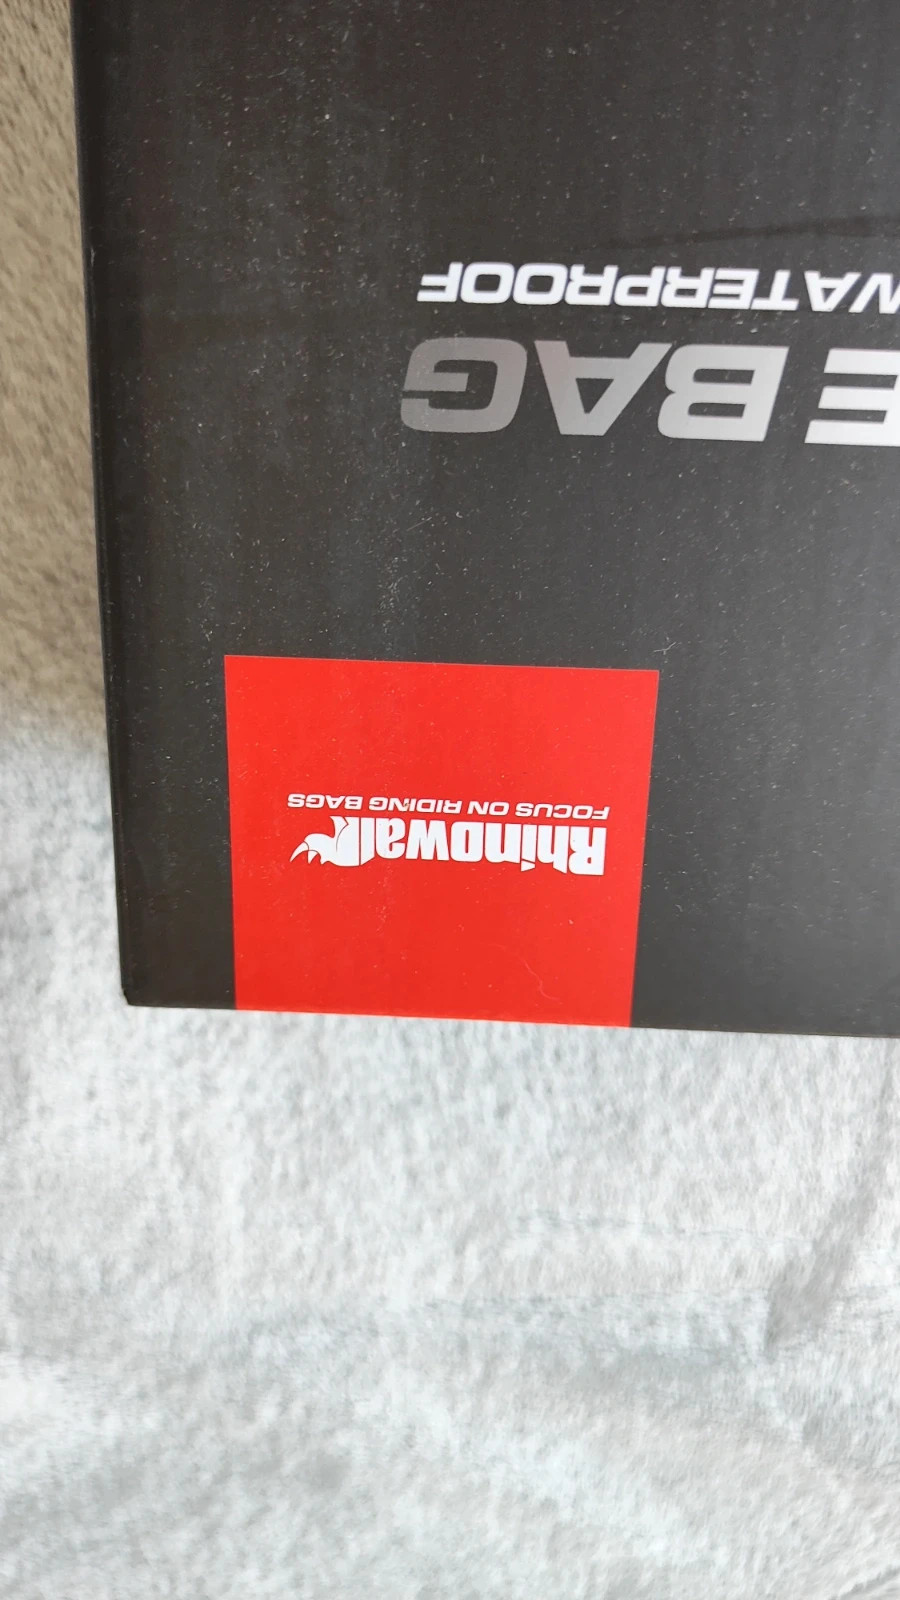 Rhinowalk
FOCUS ON RIDING BAGS
E BAG
WATERPROOF